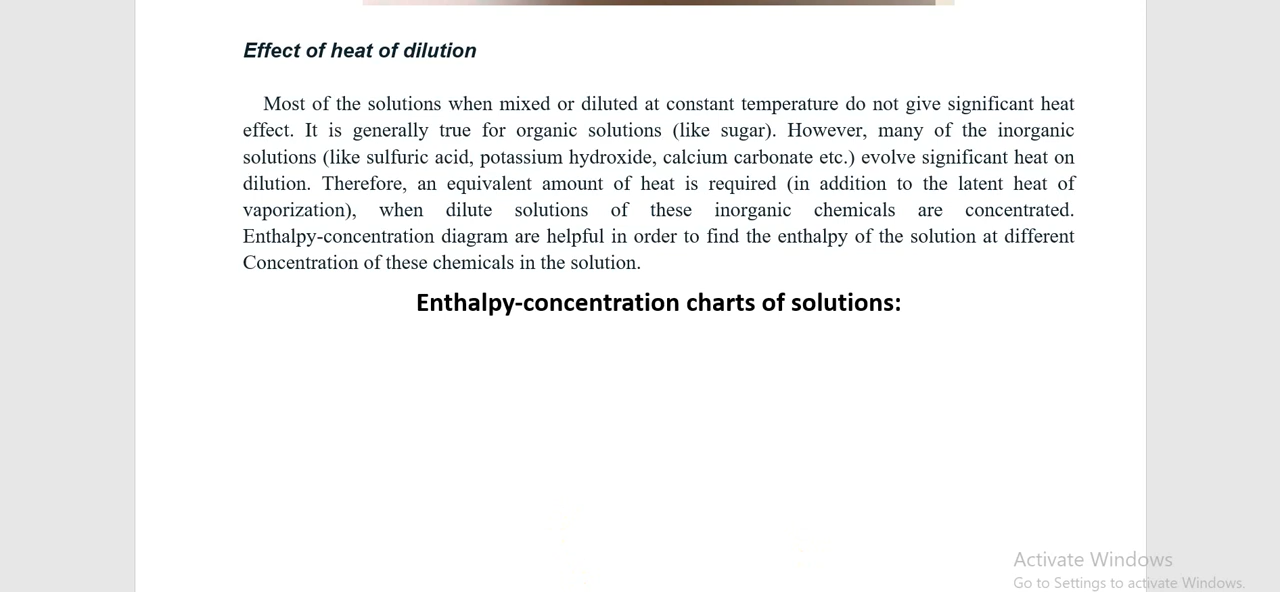 Effect of heat of dilution
Most of the solutions when mixed or diluted at constant temperature do not give significant heat
effect. It is generally true for organic solutions (like sugar). However, many of the inorganic
solutions (like sulfuric acid, potassium hydroxide, calcium carbonate etc.) evolve significant heat on
dilution. Therefore, an equivalent amount of heat is required (in addition to the latent heat of
vaporization), when dilute solutions of these inorganic chemicals are concentrated.
Enthalpy-concentration diagram are helpful in order to find the enthalpy of the solution at different
Concentration of these chemicals in the solution.
Enthalpy-concentration charts of solutions:
Activate Windows
Go to Settings to activate Windows.